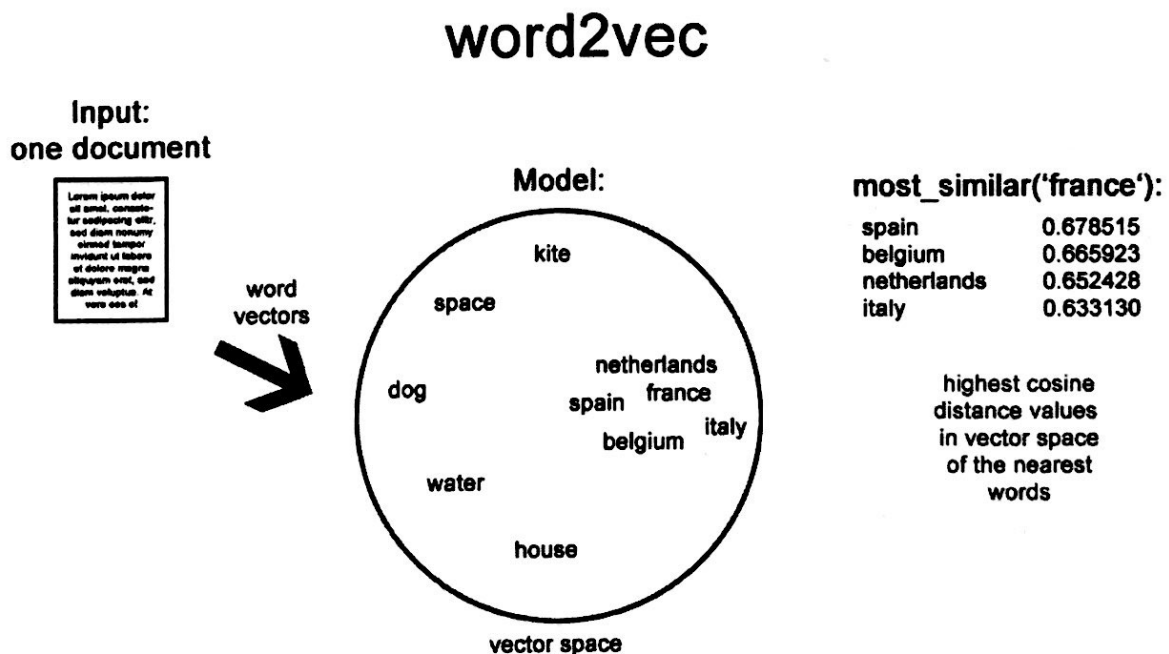 word2vec
Input:
one document
Lorem ipsum dolor
sit amet, consete-
tur sadipscing elitr,
sed diam nonumy
eirmod tempor
invidunt ut labore
et dolore magna
aliquyam erat, sed
diam voluptua. At
vero eos et
word
vectors
Model:
kite
space
dog
netherlands
france
spain
italy
belgium
water
house
vector space
most_similar('france'):
spain 0.678515
belgium 0.665923
netherlands 0.652428
italy 0.633130
highest cosine
distance values
in vector space
of the nearest
words